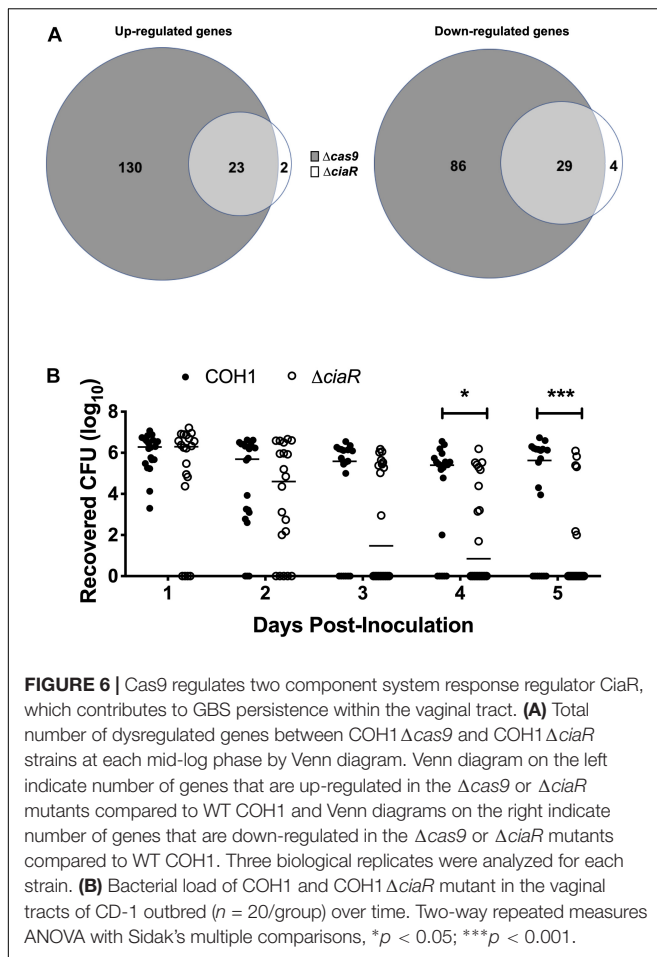 A
Up-regulated genes
Down-regulated genes
130
23
2
Δcas9
ΔciaR
86
29
4
B
COH1
ΔciaR
*
***
Recovered CFU (log10)
8
6
4
2
0
1
2
3
4
5
Days Post-Inoculation
FIGURE 6 | Cas9 regulates two component system response regulator CiaR,
which contributes to GBS persistence within the vaginal tract. (A) Total
number of dysregulated genes between COH1Δcas9 and COH1ΔciaR
strains at each mid-log phase by Venn diagram. Venn diagram on the left
indicate number of genes that are up-regulated in the Δcas9 or ΔciaR
mutants compared to WT COH1 and Venn diagrams on the right indicate
number of genes that are down-regulated in the Δcas9 or ΔciaR mutants
compared to WT COH1. Three biological replicates were analyzed for each
strain. (B) Bacterial load of COH1 and COH1ΔciaR mutant in the vaginal
tracts of CD-1 outbred (n = 20/group) over time. Two-way repeated measures
ANOVA with Sidak's multiple comparisons, *p < 0.05; ***p < 0.001.